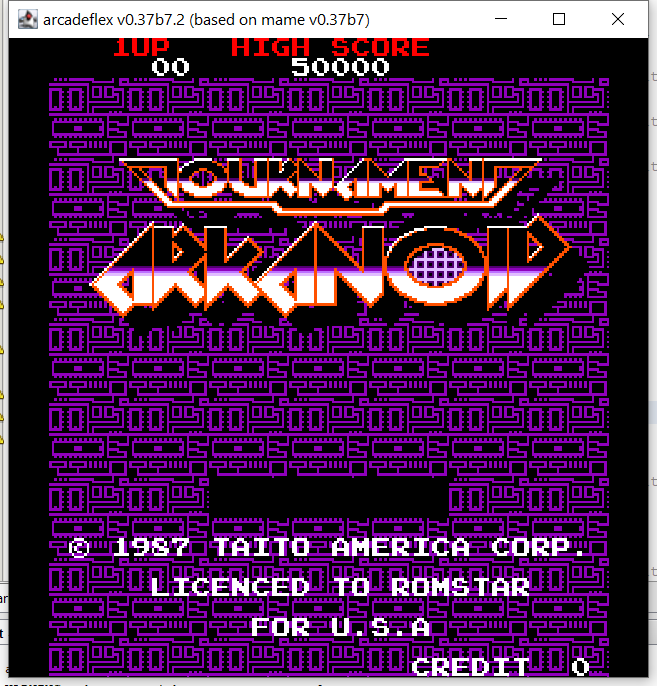 arcadeflex v0.37b7.2 (based on mame v0.37b7)
1UP HIGH SCORE
00 50000
TOURNAMENT
ARKANOID
© 1987 TAITO AMERICA CORP.
LICENCED TO ROMSTAR
FOR U.S.A
CREDIT 0